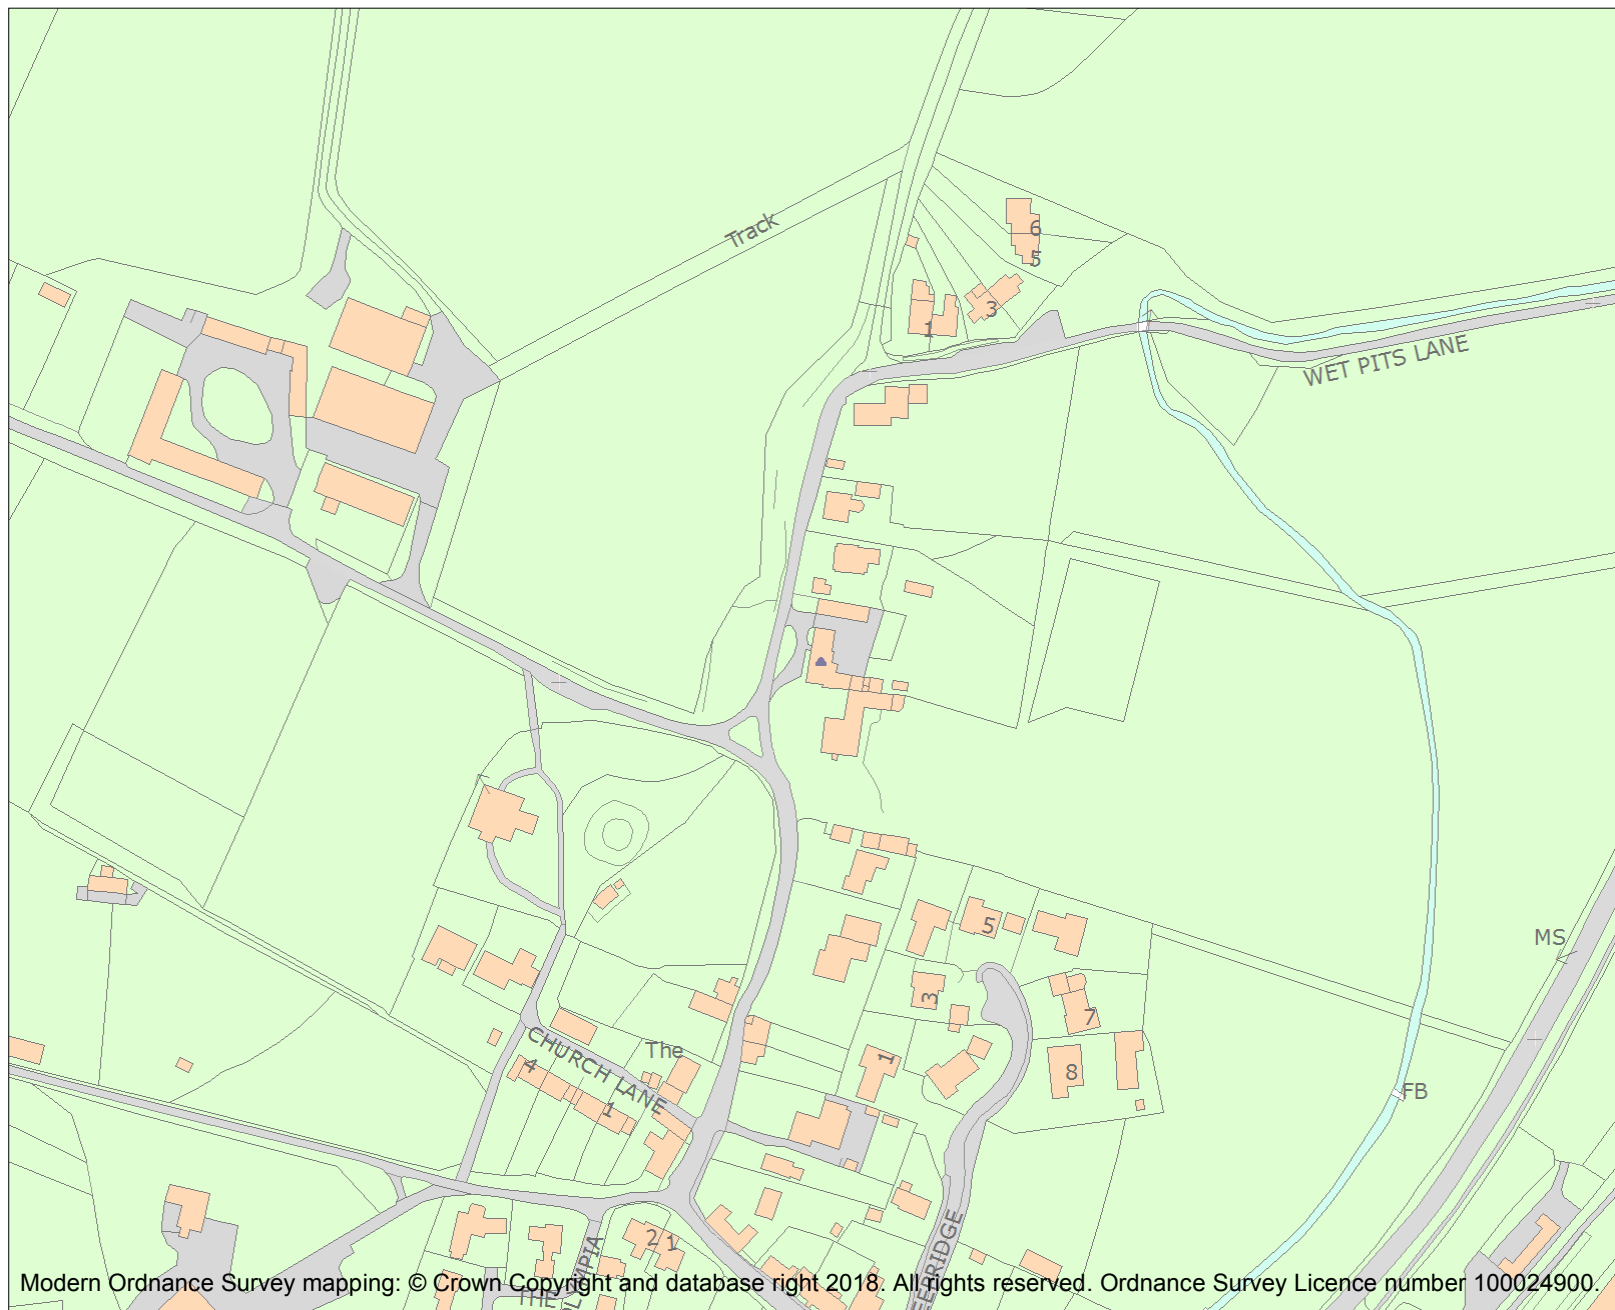 Track
6
5
3
1
WET PITS LANE
5
MS
3
7
CHURCH LANE
The
4
1
1
8
FB
2
1
THE
Modern Ordnance Survey mapping: © Crown Copyright and database right 2018. All rights reserved. Ordnance Survey Licence number 100024900.